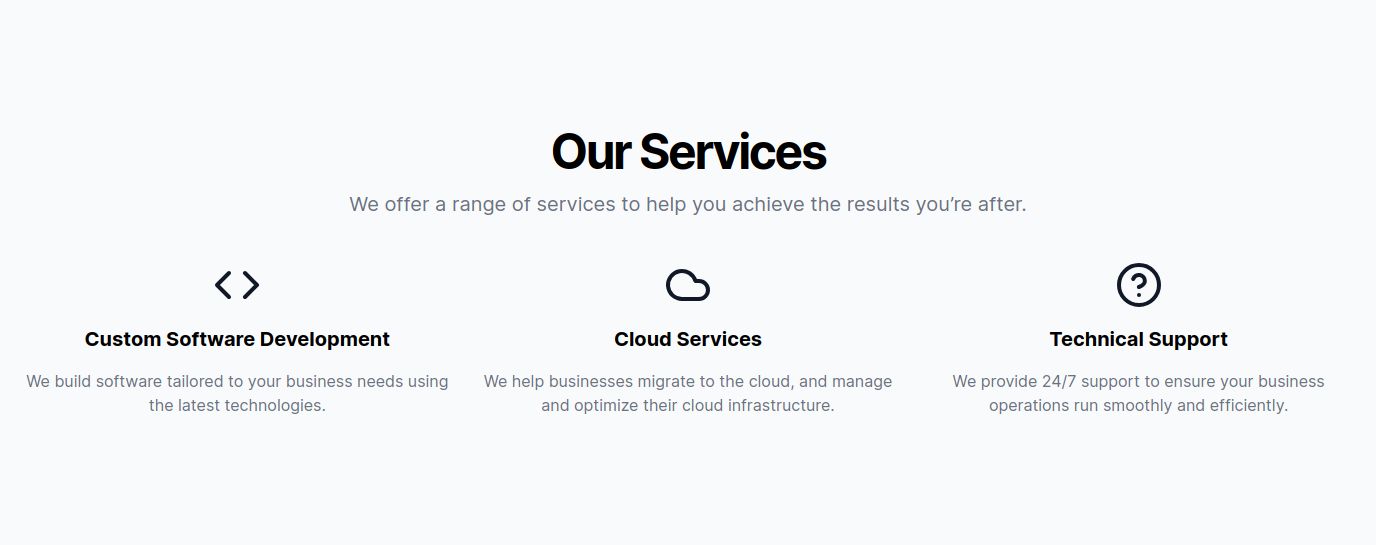 Our Services
We offer a range of services to help you achieve the results you’re after.
Custom Software Development
We build software tailored to your business needs using
the latest technologies.
Cloud Services
We help businesses migrate to the cloud, and manage
and optimize their cloud infrastructure.
Technical Support
We provide 24/7 support to ensure your business
operations run smoothly and efficiently.